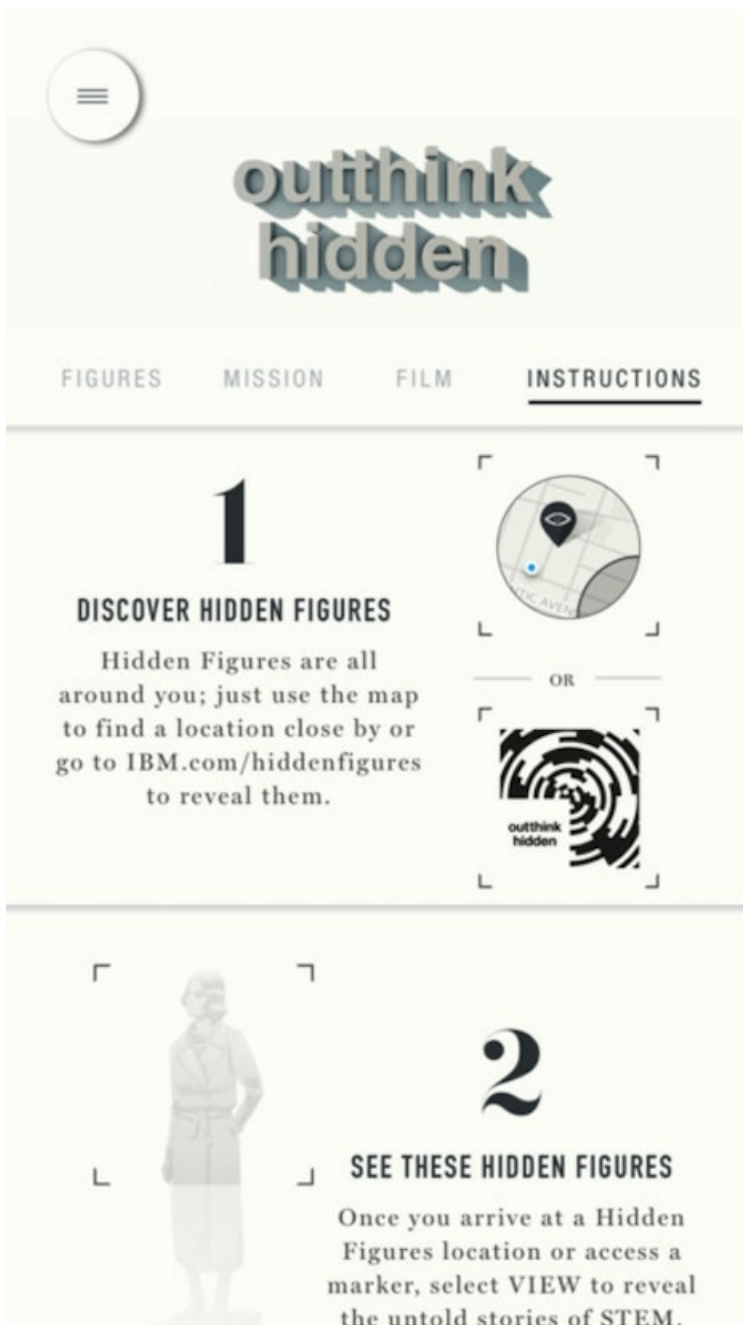 outthink
hidden
FIGURES MISSION FILM INSTRUCTIONS
1
DISCOVER HIDDEN FIGURES
Hidden Figures are all
around you; just use the map
to find a location close by or
go to IBM.com/hiddenfigures
to reveal them.
TIC AVEN
OR
outthink
hidden
2
SEE THESE HIDDEN FIGURES
Once you arrive at a Hidden
Figures location or access a
marker, select VIEW to reveal
the untold stories of STEM.